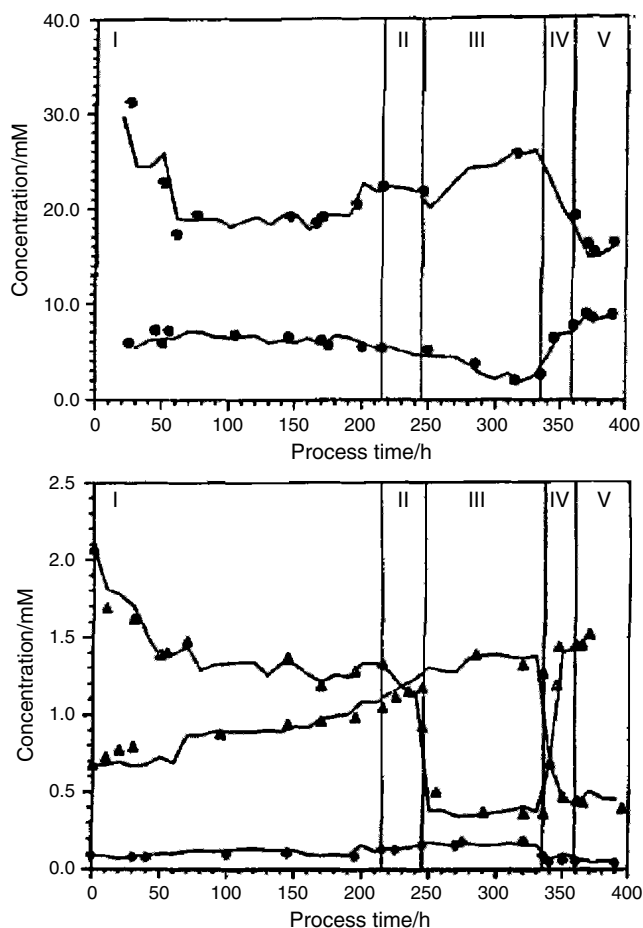 40.0
I
II
III
IV
V
30.0
20.0
10.0
0.0
Concentration/mM
0 50 100 150 200 250 300 350 400
Process time/h
2.5
I
II
III
IV
V
2.0
1.5
1.0
0.5
0.0
Concentration/mM
0 50 100 150 200 250 300 350 400
Process time/h